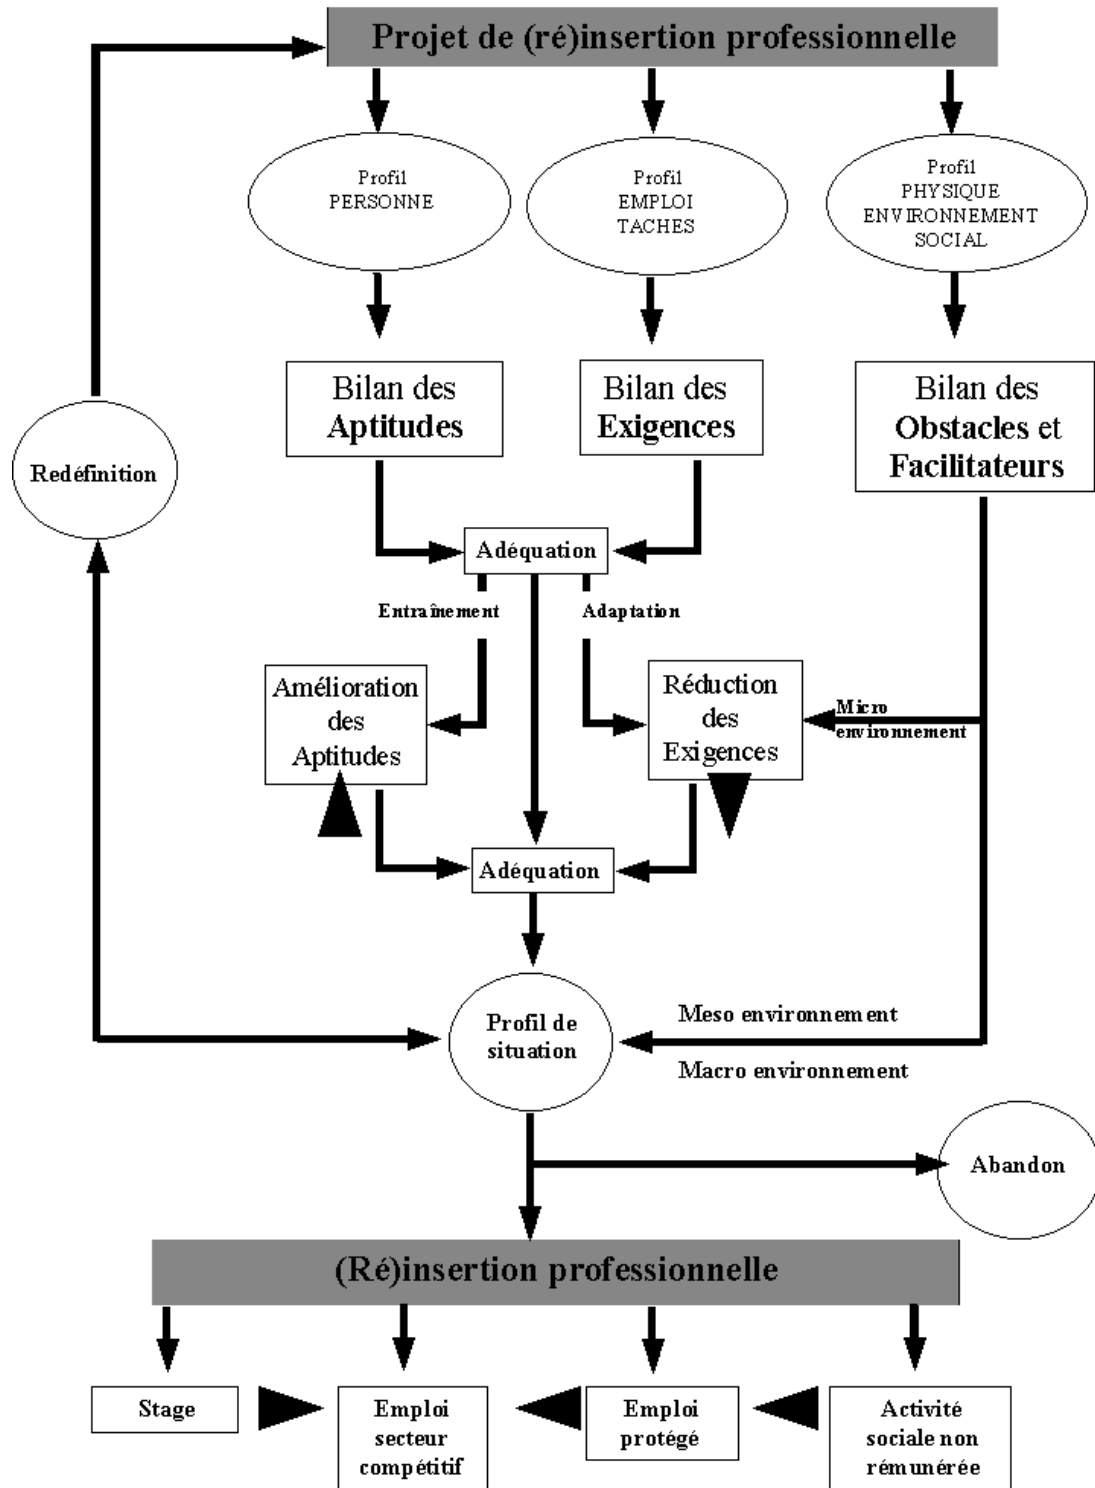 Projet de (ré)insertion professionnelle
Profil
PERSONNE
Profil
EMPLOI
TACHES
Profil
PHYSIQUE
ENVIRONNEMENT
SOCIAL
Bilan des
Aptitudes
Bilan des
Exigences
Bilan des
Obstacles et
Facilitateurs
Redéfinition
Adéquation
Entraînement
Adaptation
Amélioration
des
Aptitudes
Réduction
des
Exigences
Micro
environnement
Adéquation
Profil de
situation
Meso environnement
Macro environnement
Abandon
(Ré)insertion professionnelle
Stage
Emploi
secteur
compétitif
Emploi
protégé
Activité
sociale non
rémunérée